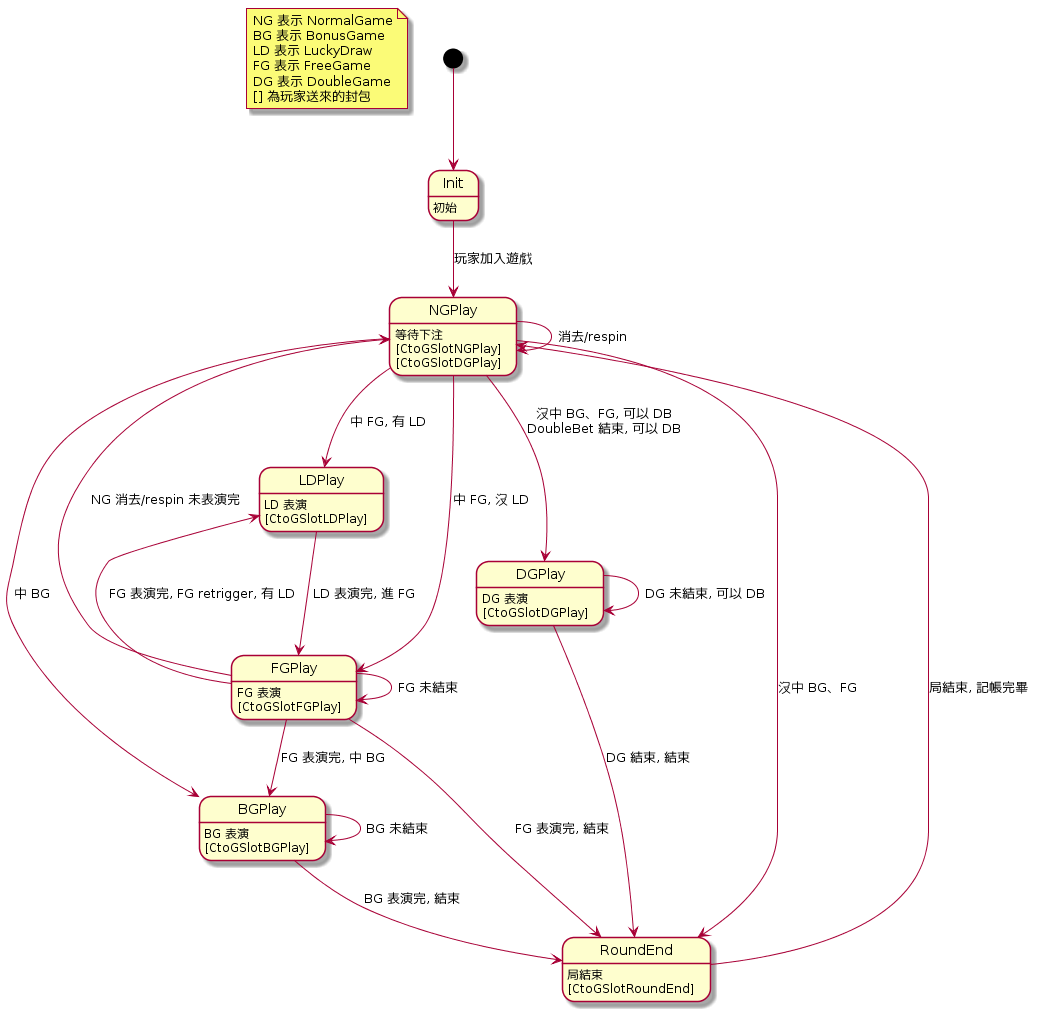 NG 表示 NormalGame
BG 表示 BonusGame
LD 表示 LuckyDraw
FG 表示 FreeGame
DG 表示 DoubleGame
[] 為玩家送來的封包
Init
初始
玩家加入遊戲
NGPlay
等待下注
[CtoGSlotNGPlay]
[CtoGSlotDGPlay]
消去/respin
中 FG, 有 LD
沒中 BG、FG, 可以 DB
DoubleBet 結束, 可以 DB
LDPlay
LD 表演
[CtoGSlotLDPlay]
NG 消去/respin 未表演完
中 FG, 沒 LD
DGPlay
DG 表演
[CtoGSlotDGPlay]
中 BG
FG 表演完, FG retrigger, 有 LD
LD 表演完, 進 FG
DG 未結束, 可以 DB
FGPlay
FG 表演
[CtoGSlotFGPlay]
FG 未結束
沒中 BG、FG
局結束, 記帳完畢
FG 表演完, 中 BG
DG 結束, 結束
BGPlay
BG 表演
[CtoGSlotBGPlay]
BG 未結束
FG 表演完, 結束
BG 表演完, 結束
RoundEnd
局結束
[CtoGSlotRoundEnd]